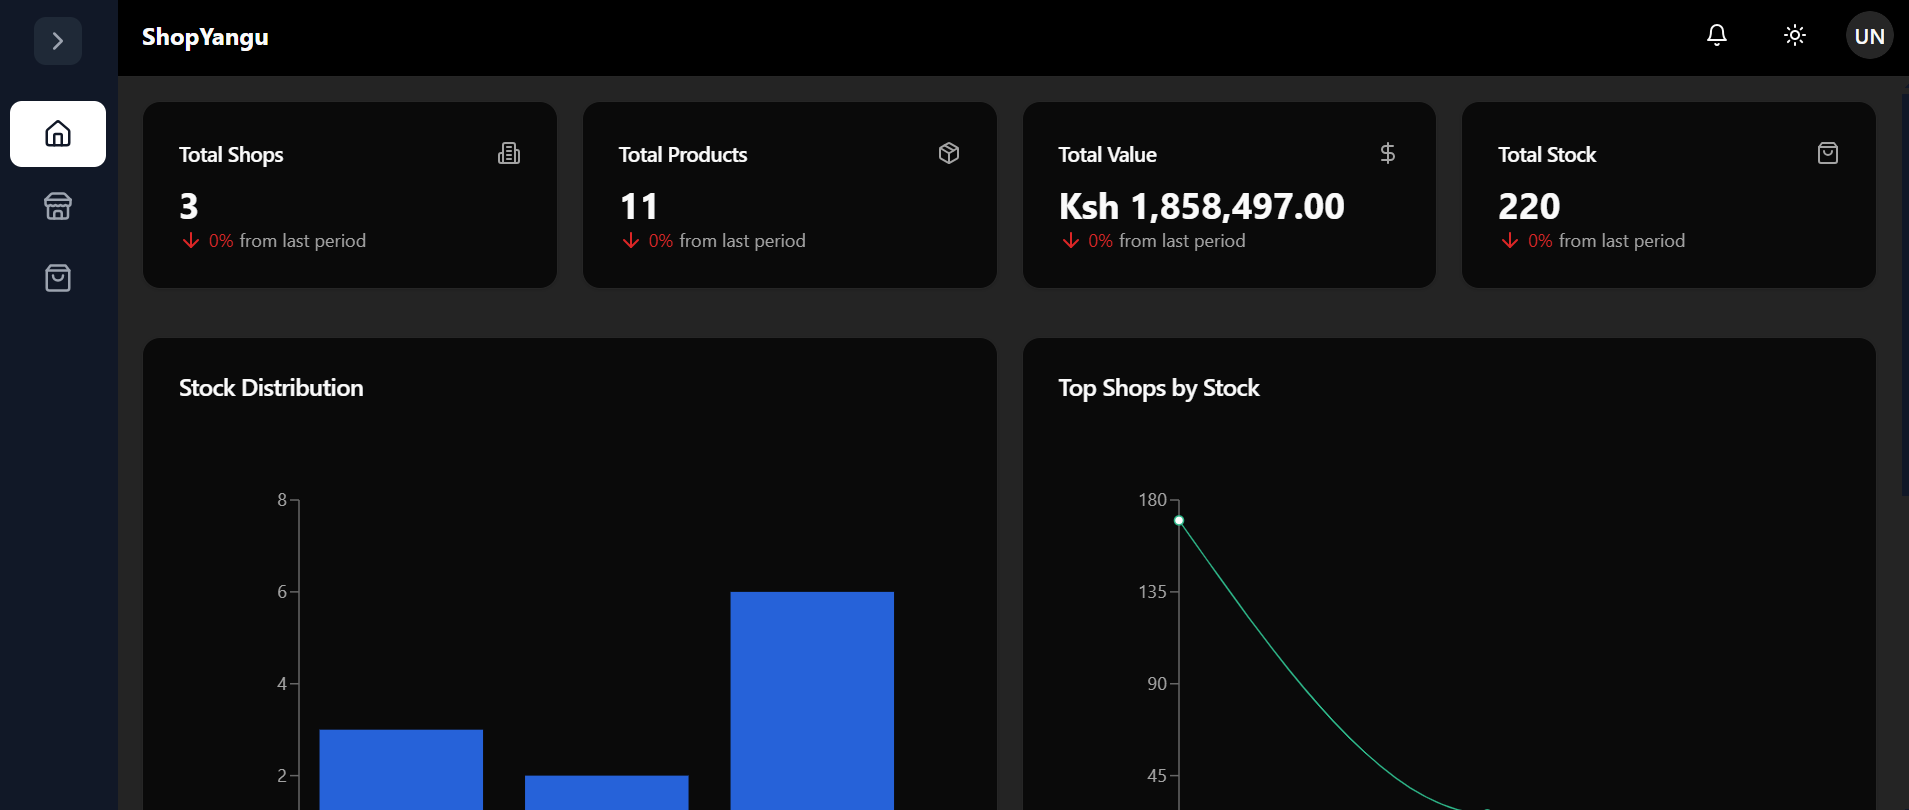 ShopYangu
UN
Total Shops
3
0% from last period
Total Products
11
0% from last period
Total Value
Ksh 1,858,497.00
0% from last period
Total Stock
220
0% from last period
Stock Distribution
8
6
4
2
Top Shops by Stock
180
135
90
45